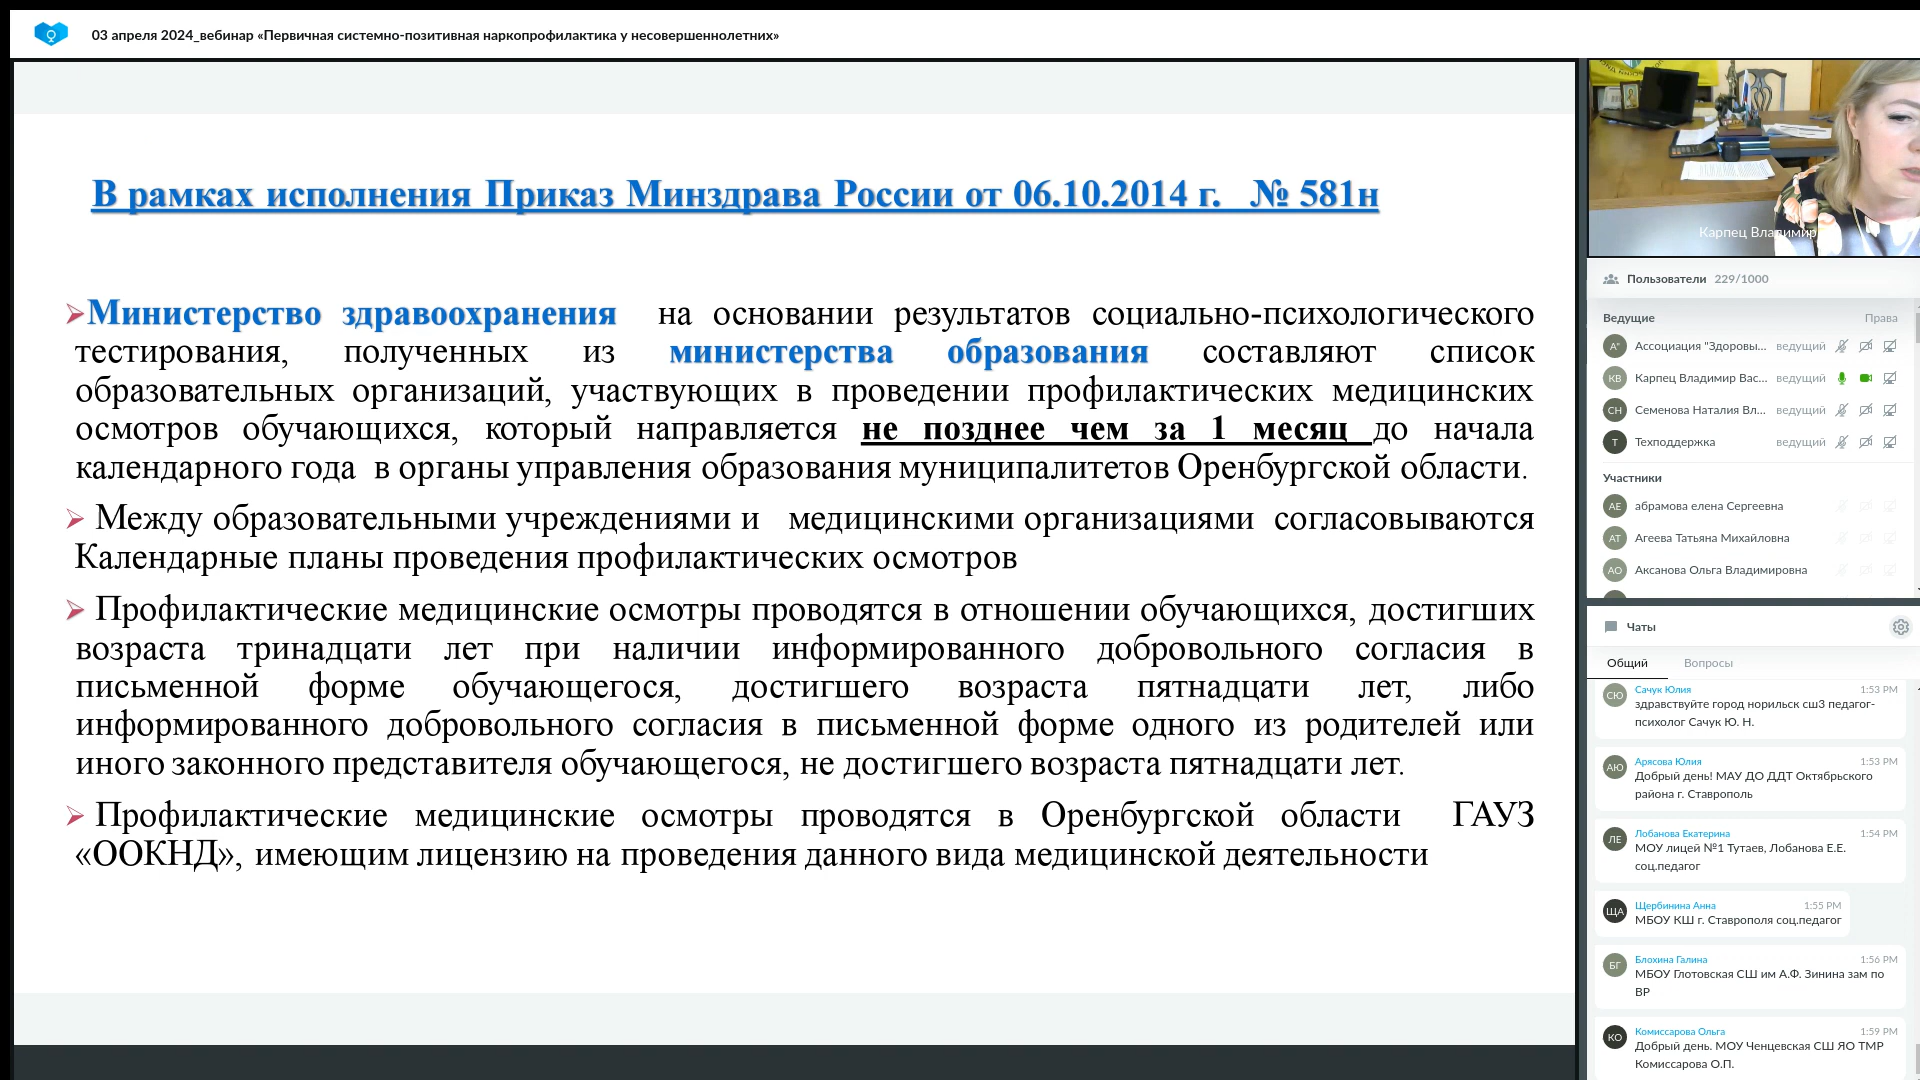 03 апреля 2024_вебинар «Первичная системно-позитивная наркопрофилактика у несовершеннолетних»
В рамках исполнения Приказ Минздрава России от 06.10.2014 г. № 581н
Министерство здравоохранения на основании результатов социально-психологического
тестирования, полученных из министерства образования составляют список
образовательных организаций, участвующих в проведении профилактических медицинских
осмотров обучающихся, который направляется не позднее чем за 1 месяц до начала
календарного года в органы управления образования муниципалитетов Оренбургской области.
Между образовательными учреждениями и медицинскими организациями согласовываются
Календарные планы проведения профилактических осмотров
Профилактические медицинские осмотры проводятся в отношении обучающихся, достигших
возраста тринадцати лет при наличии информированного добровольного согласия в
письменной форме обучающегося, достигшего возраста пятнадцати лет, либо
информированного добровольного согласия в письменной форме одного из родителей или
иного законного представителя обучающегося, не достигшего возраста пятнадцати лет.
Профилактические медицинские осмотры проводятся в Оренбургской области ГАУЗ
«ООКНД», имеющим лицензию на проведения данного вида медицинской деятельности
Карпец Владимир
Пользователи 229/1000
Ведущие Права
А" Ассоциация "Здоровы... ведущий
КВ Карпец Владимир Вас... ведущий
СН Семенова Наталия Вл... ведущий
Т Техподдержка ведущий
Участники
АЕ абрамова елена Сергеевна
АТ Агеева Татьяна Михайловна
АО Аксанова Ольга Владимировна
Чаты
Общий Вопросы
СЮ Сачук Юлия 1:53 PM
здравствуйте город норильск сш3 педагог-
психолог Сачук Ю. Н.
АЮ Арясова Юлия 1:53 PM
Добрый день! МАУ ДО ДДТ Октябрьского
района г. Ставрополь
ЛЕ Лобанова Екатерина 1:54 PM
МОУ лицей №1 Тутаев, Лобанова Е.Е.
соц.педагог
ЩА Щербинина Анна 1:55 PM
МБОУ КШ г. Ставрополя соц.педагог
БГ Блохина Галина 1:56 PM
МБОУ Глотовская СШ им А.Ф. Зинина зам по
ВР
КО Комиссарова Ольга 1:59 PM
Добрый день. МОУ Ченцевская СШ ЯО ТМР
Комиссарова О.П.